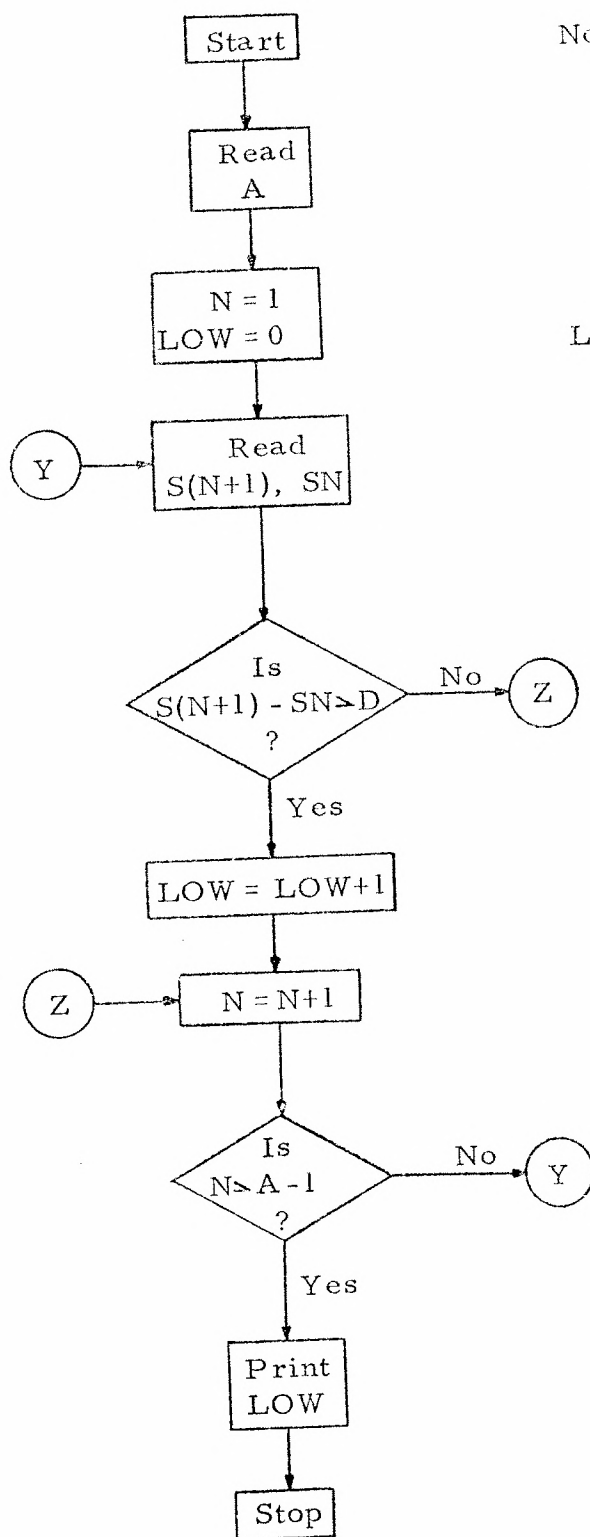 Start
No
Read
A
N = 1
LOW = 0
L
Y
Read
S(N+1), SN
Is
S(N+1) - SN > D
?
No
Z
Yes
LOW = LOW+1
Z
N = N+1
Is
N > A - 1
?
No
Y
Yes
Print
LOW
Stop